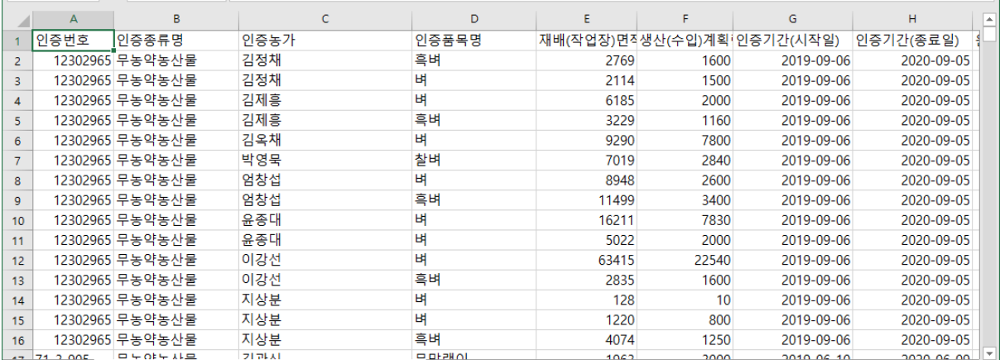 A B C D E F G H
1 인증번호 인증종류명 인증농가 인증품목명 재배(작업장)면적 생산(수입)계획 인증기간(시작일) 인증기간(종료일)
2 12302965 무농약농산물 김정채 흑벼 2769 1600 2019-09-06 2020-09-05
3 12302965 무농약농산물 김정채 벼 2114 1500 2019-09-06 2020-09-05
4 12302965 무농약농산물 김제흥 벼 6185 2000 2019-09-06 2020-09-05
5 12302965 무농약농산물 김제흥 흑벼 3229 1160 2019-09-06 2020-09-05
6 12302965 무농약농산물 김옥채 벼 9290 7800 2019-09-06 2020-09-05
7 12302965 무농약농산물 박영묵 찰벼 7019 2840 2019-09-06 2020-09-05
8 12302965 무농약농산물 엄창섭 벼 8948 2600 2019-09-06 2020-09-05
9 12302965 무농약농산물 엄창섭 흑벼 11499 3400 2019-09-06 2020-09-05
10 12302965 무농약농산물 윤종대 벼 16211 7830 2019-09-06 2020-09-05
11 12302965 무농약농산물 윤종대 벼 5022 2000 2019-09-06 2020-09-05
12 12302965 무농약농산물 이강선 벼 63415 22540 2019-09-06 2020-09-05
13 12302965 무농약농산물 이강선 흑벼 2835 1600 2019-09-06 2020-09-05
14 12302965 무농약농산물 지상분 벼 128 10 2019-09-06 2020-09-05
15 12302965 무농약농산물 지상분 벼 1220 800 2019-09-06 2020-09-05
16 12302965 무농약농산물 지상분 흑벼 4074 1250 2019-09-06 2020-09-05